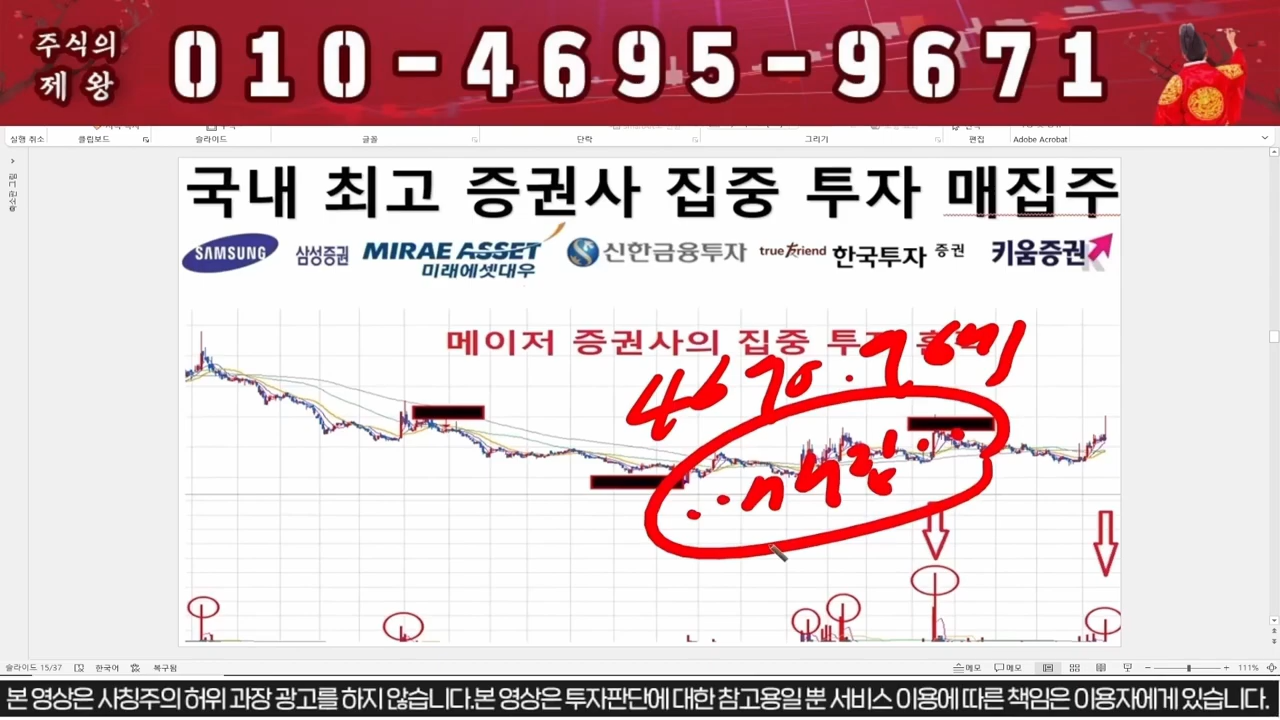 주식의
제왕
010-4695-9671
실행 취소 클립보드 슬라이드 글꼴 단락 그리기 편집 Adobe Acrobat
국내 최고 증권사 집중 투자 매집주
SAMSUNG 삼성증권 MIRAE ASSET 미래에셋대우 신한금융투자 true friend 한국투자 증권 키움증권
메이저 증권사의 집중 투자
매집
슬라이드 15/37 한국어 복구됨 메모 메모 111%
본 영상은 사칭주의 허위 과장 광고를 하지 않습니다.본 영상은 투자판단에 대한 참고용일 뿐 서비스 이용에 따른 책임은 이용자에게 있습니다.